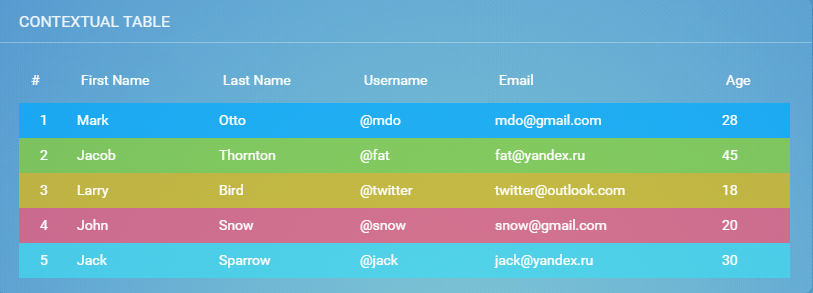 CONTEXTUAL TABLE
# First Name Last Name Username Email Age
1 Mark Otto @mdo mdo@gmail.com 28
2 Jacob Thornton @fat fat@yandex.ru 45
3 Larry Bird @twitter twitter@outlook.com 18
4 John Snow @snow snow@gmail.com 20
5 Jack Sparrow @jack jack@yandex.ru 30